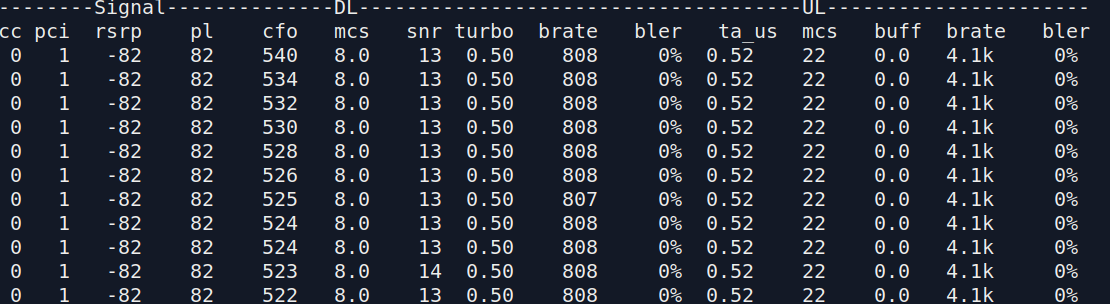 --------Signal--------------DL-------------------------------------UL----------------------
cc pci  rsrp    pl    cfo   mcs   snr turbo  brate   bler   ta_us  mcs   buff  brate   bler
 0   1   -82    82    540   8.0    13  0.50    808     0%  0.52    22   0.0   4.1k     0%
 0   1   -82    82    534   8.0    13  0.50    808     0%  0.52    22   0.0   4.1k     0%
 0   1   -82    82    532   8.0    13  0.50    808     0%  0.52    22   0.0   4.1k     0%
 0   1   -82    82    530   8.0    13  0.50    808     0%  0.52    22   0.0   4.1k     0%
 0   1   -82    82    528   8.0    13  0.50    808     0%  0.52    22   0.0   4.1k     0%
 0   1   -82    82    526   8.0    13  0.50    808     0%  0.52    22   0.0   4.1k     0%
 0   1   -82    82    525   8.0    13  0.50    807     0%  0.52    22   0.0   4.1k     0%
 0   1   -82    82    524   8.0    13  0.50    808     0%  0.52    22   0.0   4.1k     0%
 0   1   -82    82    524   8.0    13  0.50    808     0%  0.52    22   0.0   4.1k     0%
 0   1   -82    82    523   8.0    14  0.50    808     0%  0.52    22   0.0   4.1k     0%
 0   1   -82    82    522   8.0    13  0.50    808     0%  0.52    22   0.0   4.1k     0%